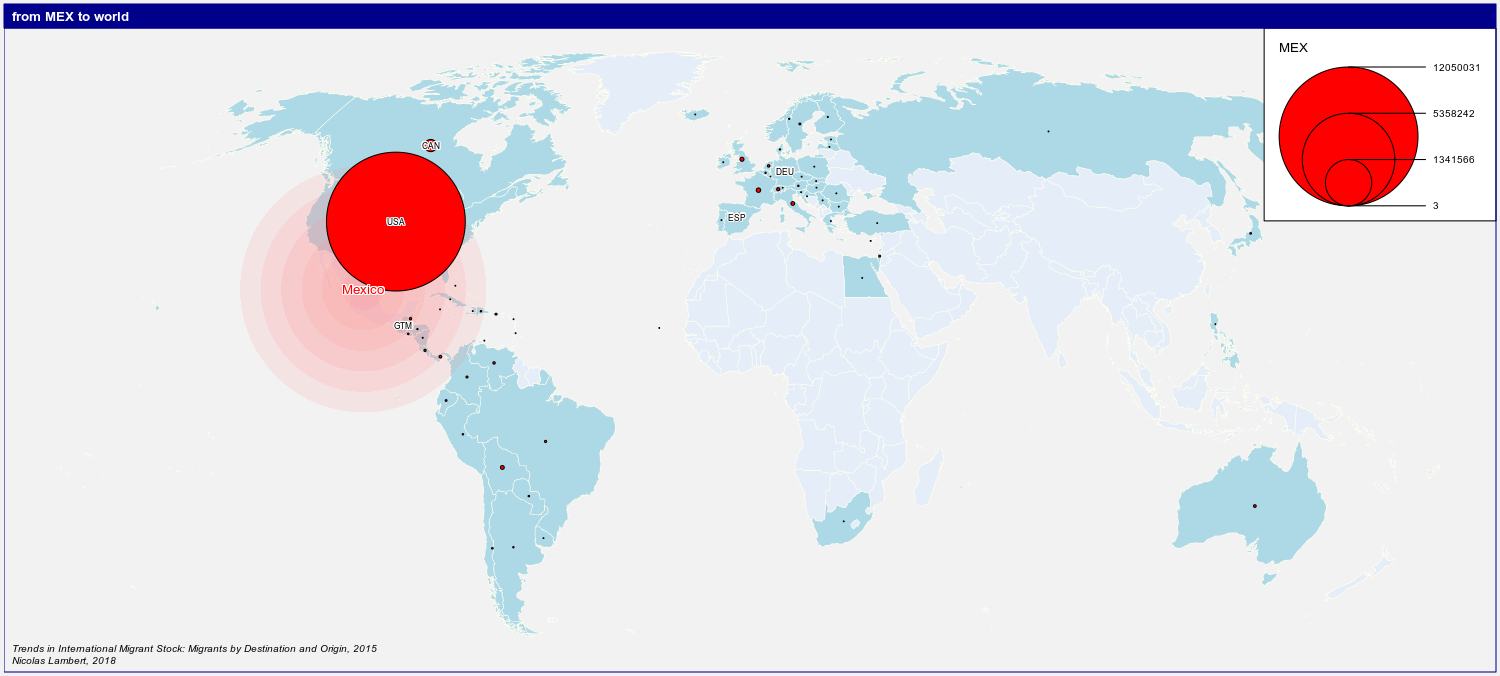 from MEX to world
MEX
12050031
5358242
1341566
3
CAN
USA
DEU
ESP
Mexico
GTM
Trends in International Migrant Stock: Migrants by Destination and Origin, 2015
Nicolas Lambert, 2018